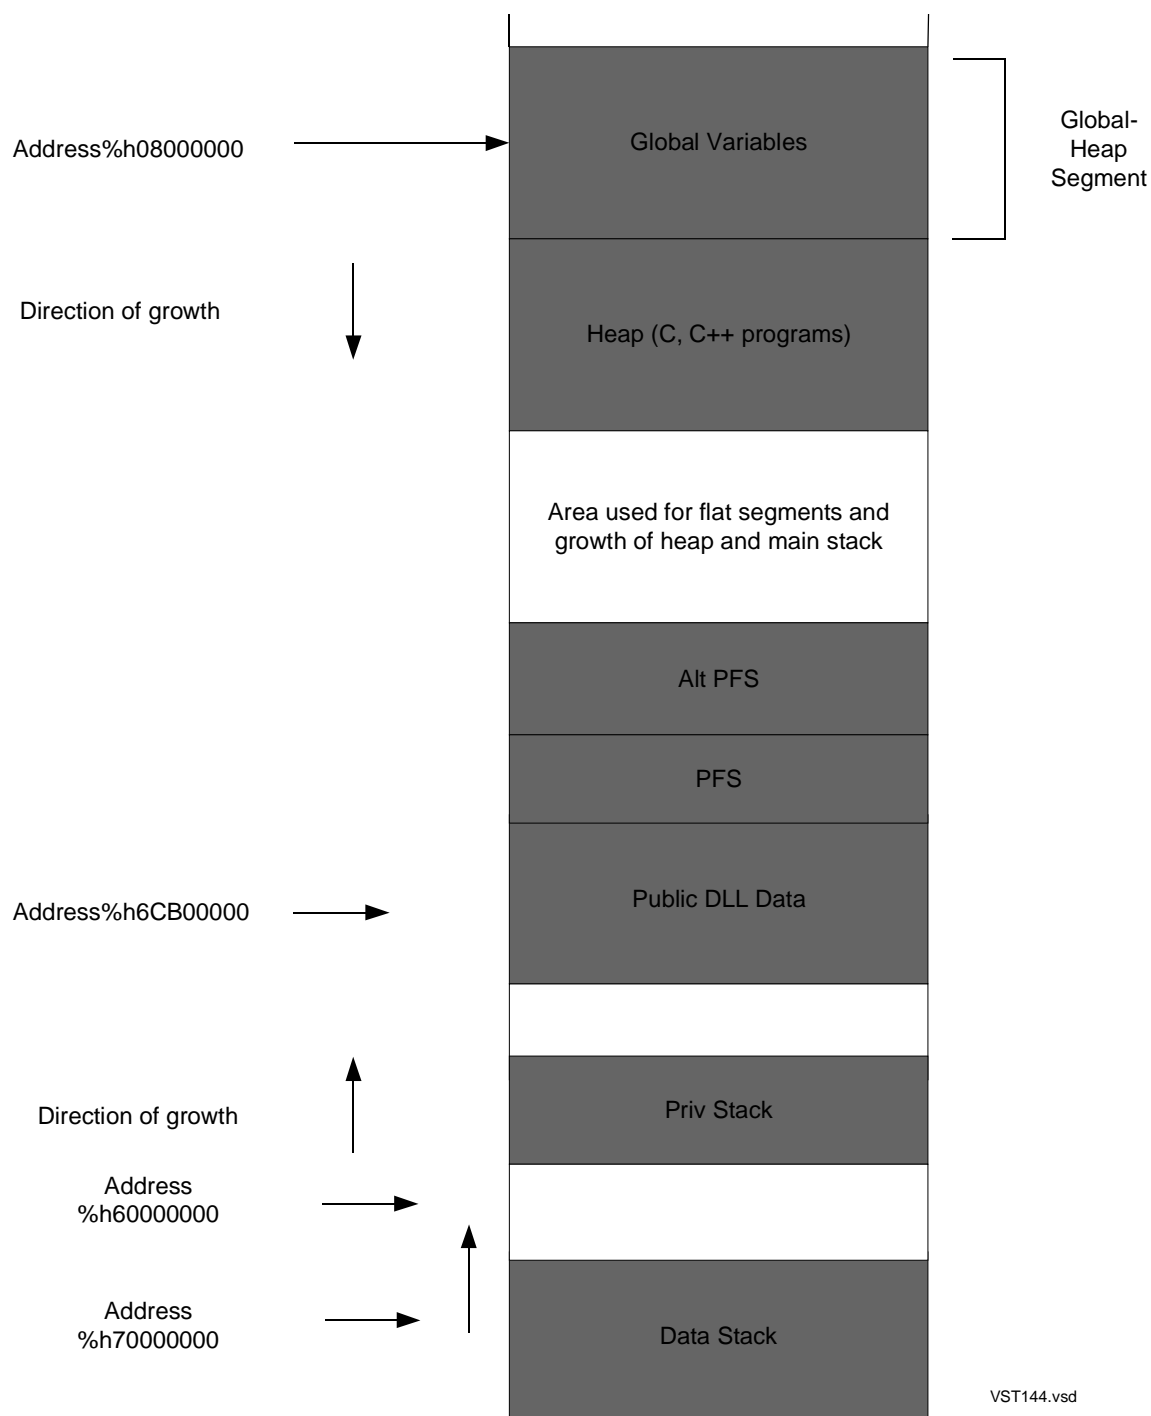 Address%h08000000
Global Variables
Global-
Heap
Segment
Direction of growth
Heap (C, C++ programs)
Area used for flat segments and
growth of heap and main stack
Alt PFS
PFS
Public DLL Data
Address%h6CB00000
Direction of growth
Priv Stack
Address
%h60000000
Address
%h70000000
Data Stack
VST144.vsd